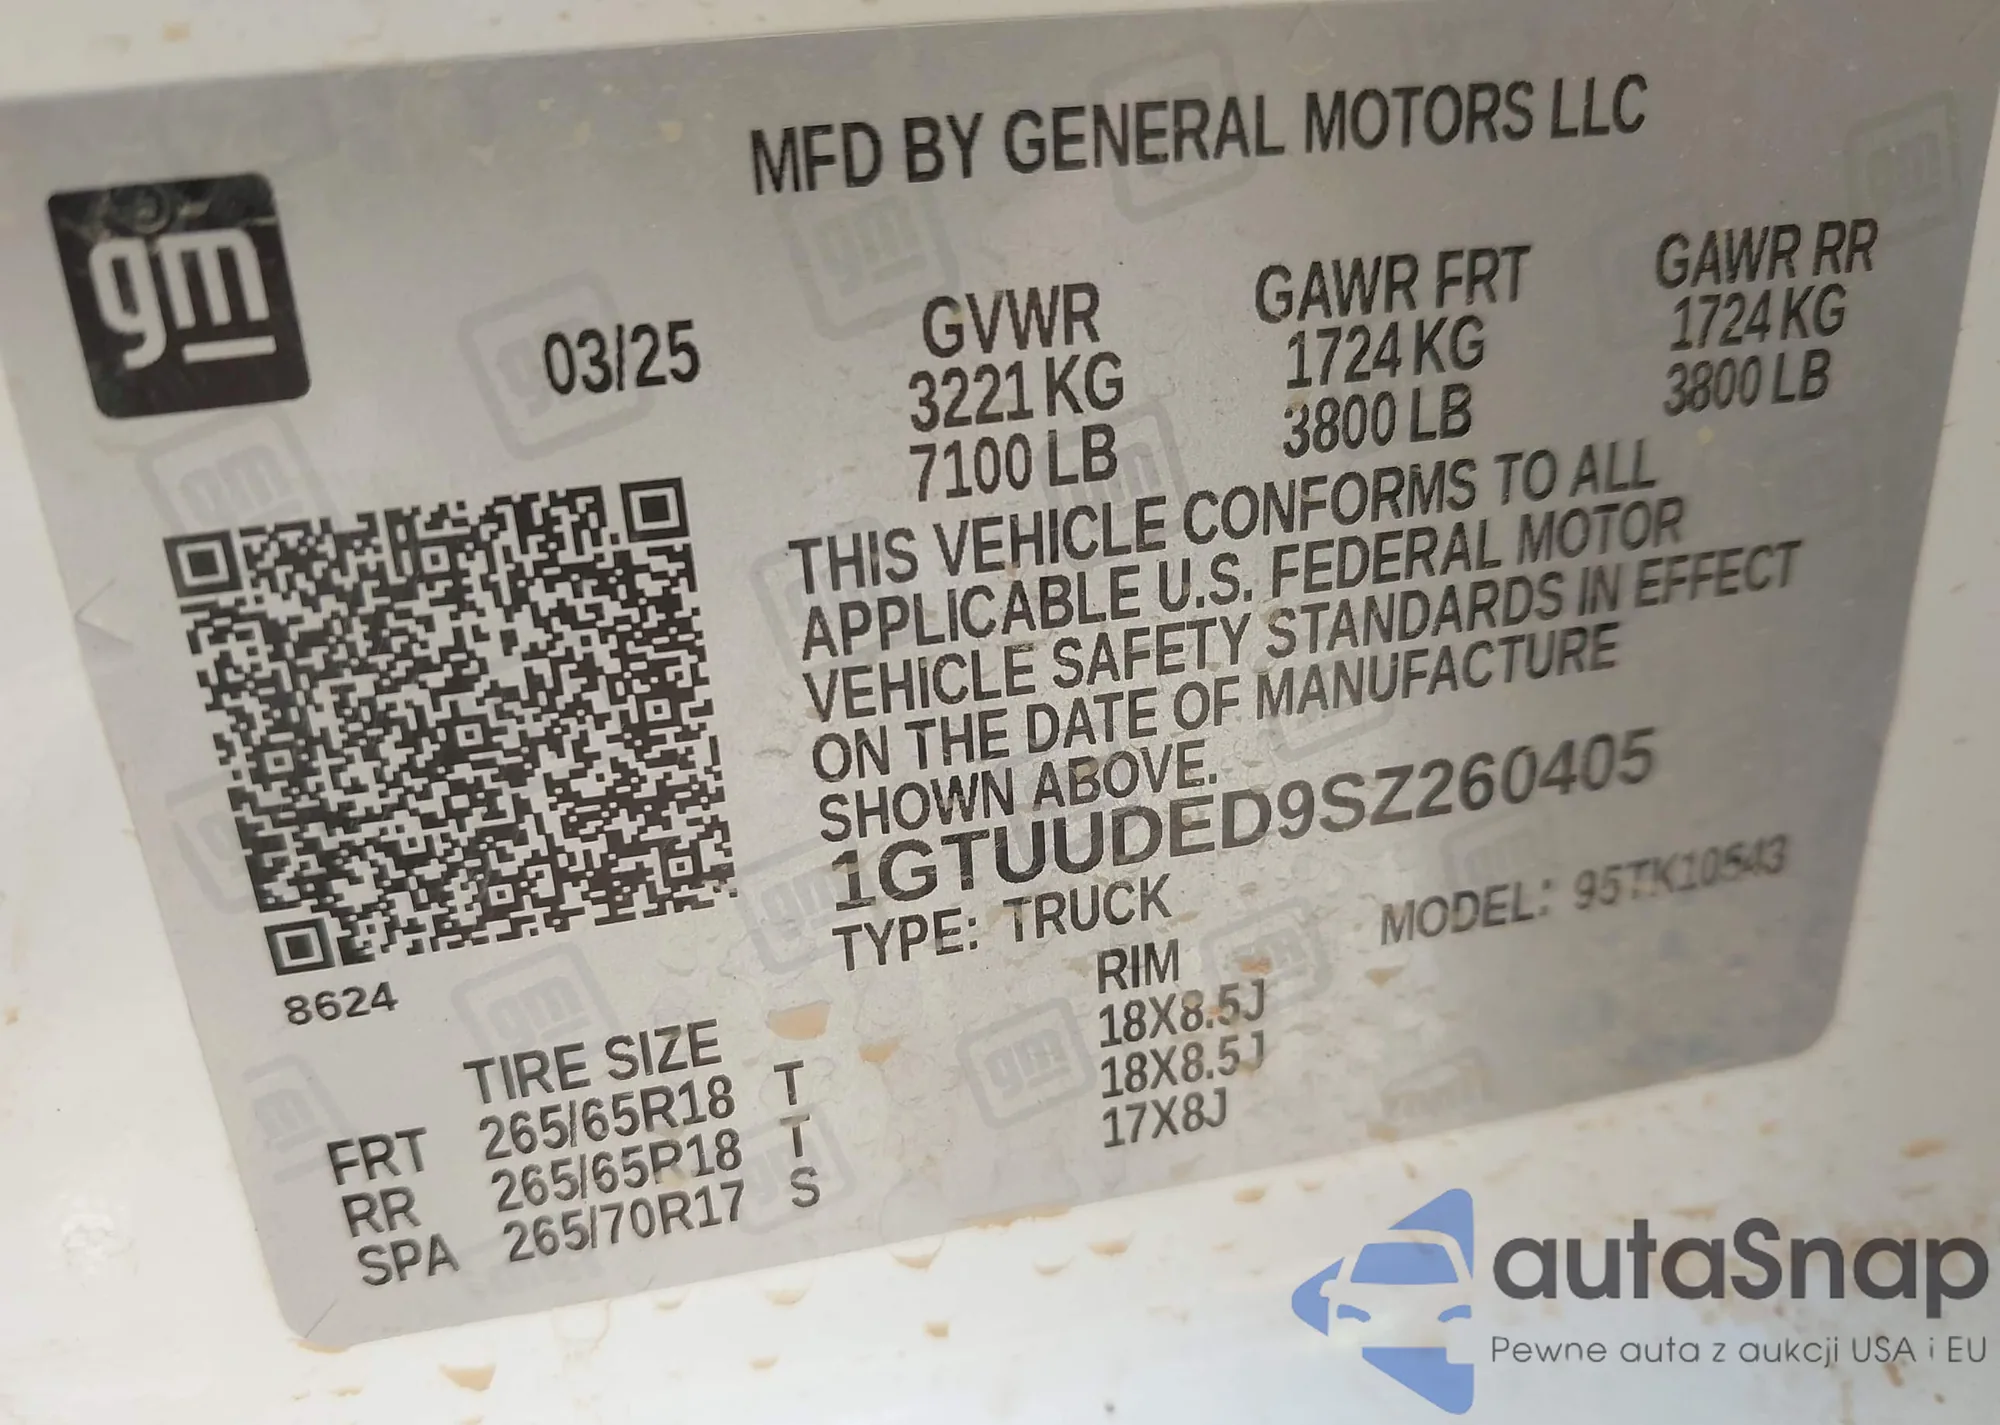 MFD BY GENERAL MOTORS LLC
gm
03/25
GVWR GAWR FRT GAWR RR
3221 KG 1724 KG 1724 KG
7100 LB 3800 LB 3800 LB
THIS VEHICLE CONFORMS TO ALL
APPLICABLE U.S. FEDERAL MOTOR
VEHICLE SAFETY STANDARDS IN EFFECT
ON THE DATE OF MANUFACTURE
SHOWN ABOVE.
1GTUUDED9SZ260405
TYPE: TRUCK MODEL: 95TK10543
8624
TIRE SIZE RIM
FRT 265/65R18 T 18X8.5J
RR 265/65R18 T 18X8.5J
SPA 265/70R17 S 17X8J
autaSnap
Pewne auta z aukcji USA i EU